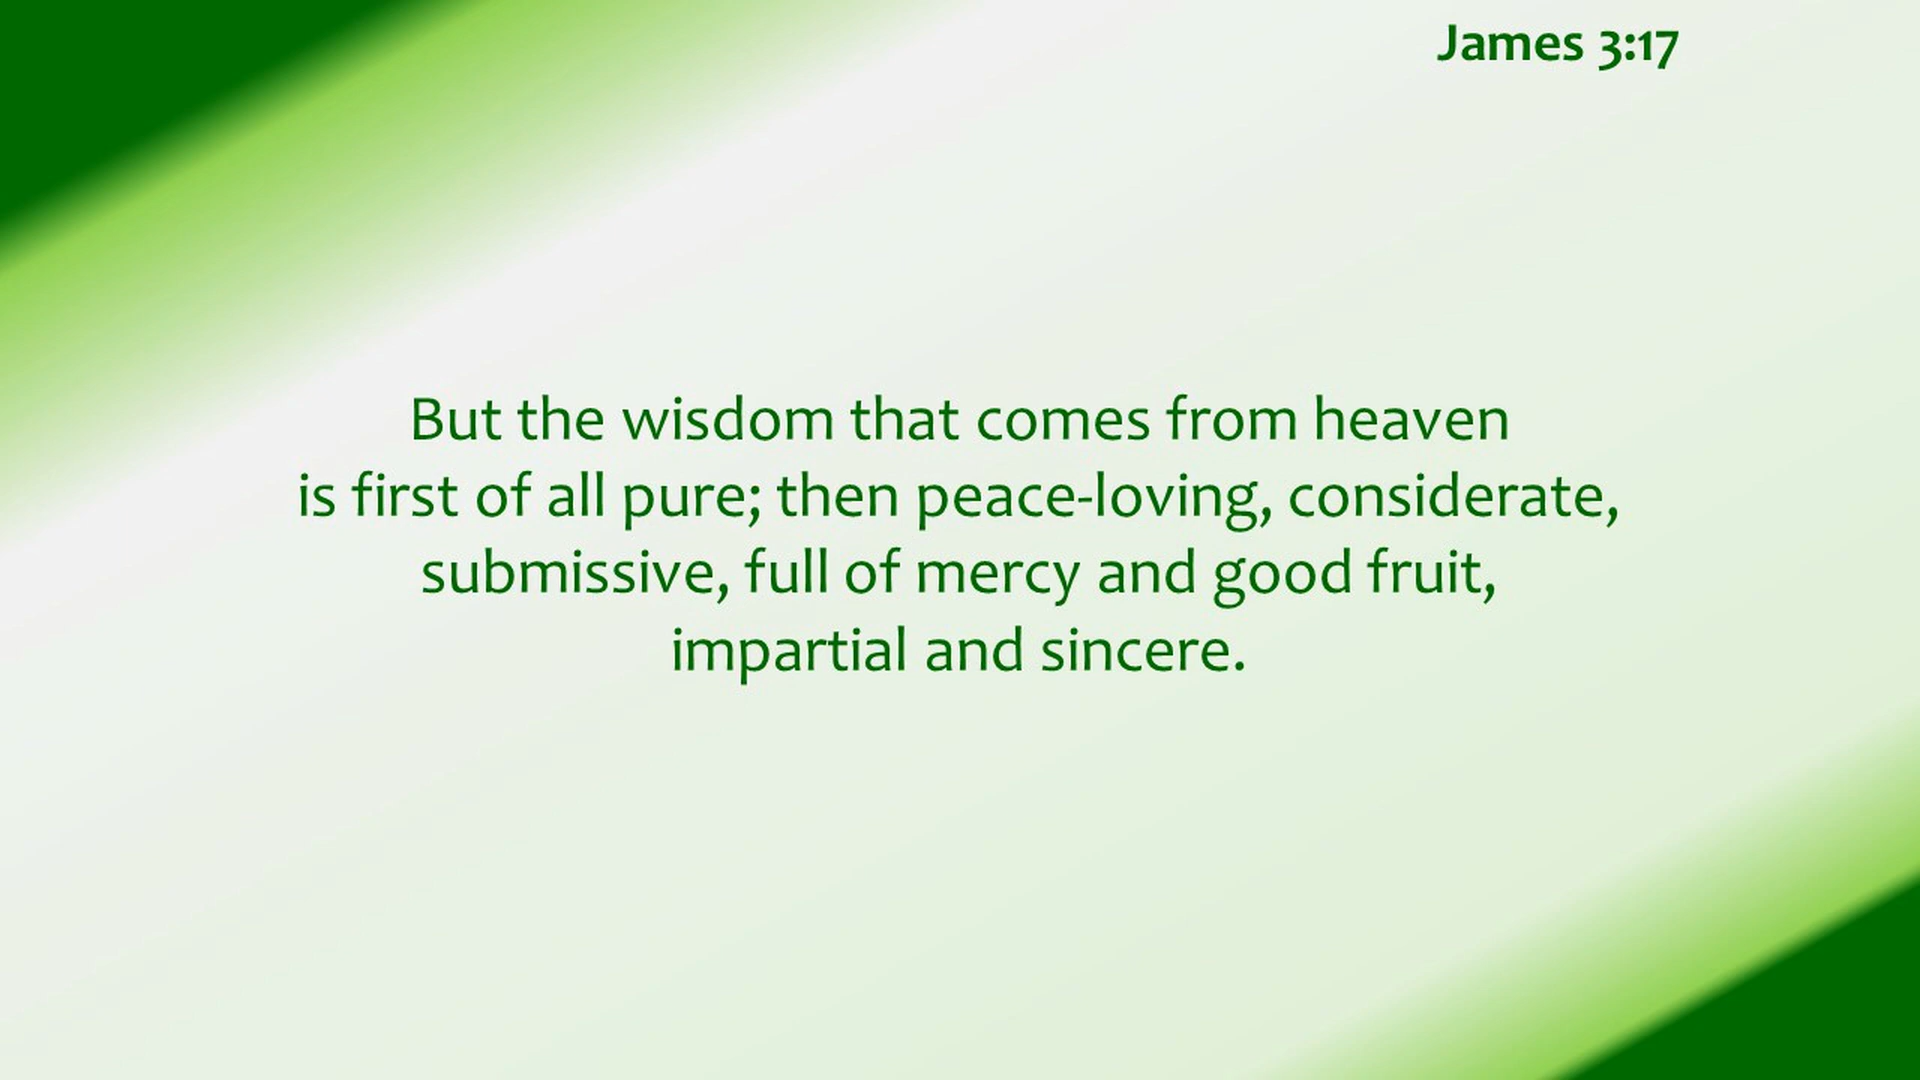 James 3:17
But the wisdom that comes from heaven
is first of all pure; then peace-loving, considerate,
submissive, full of mercy and good fruit,
impartial and sincere.